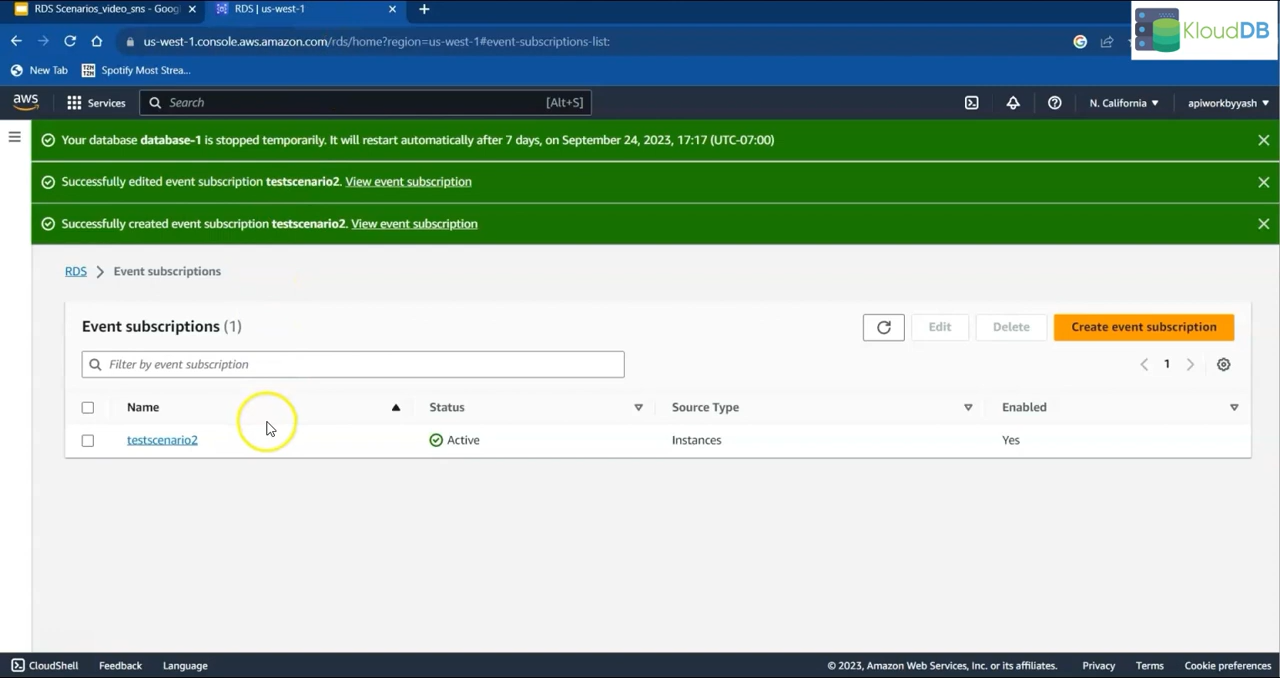 RDS Scenarios_video_sns - Googl
RDS | us-west-1
KloudDB
us-west-1.console.aws.amazon.com/rds/home?region=us-west-1#event-subscriptions-list:
New Tab
Spotify Most Strea...
aws
Services
Search
[Alt+S]
N. California
apiworkbyyash
Your database database-1 is stopped temporarily. It will restart automatically after 7 days, on September 24, 2023, 17:17 (UTC-07:00)
Successfully edited event subscription testscenario2. View event subscription
Successfully created event subscription testscenario2. View event subscription
RDS
Event subscriptions
Event subscriptions (1)
Edit
Delete
Create event subscription
Filter by event subscription
1
Name
Status
Source Type
Enabled
testscenario2
Active
Instances
Yes
CloudShell
Feedback
Language
© 2023, Amazon Web Services, Inc. or its affiliates.
Privacy
Terms
Cookie preferences